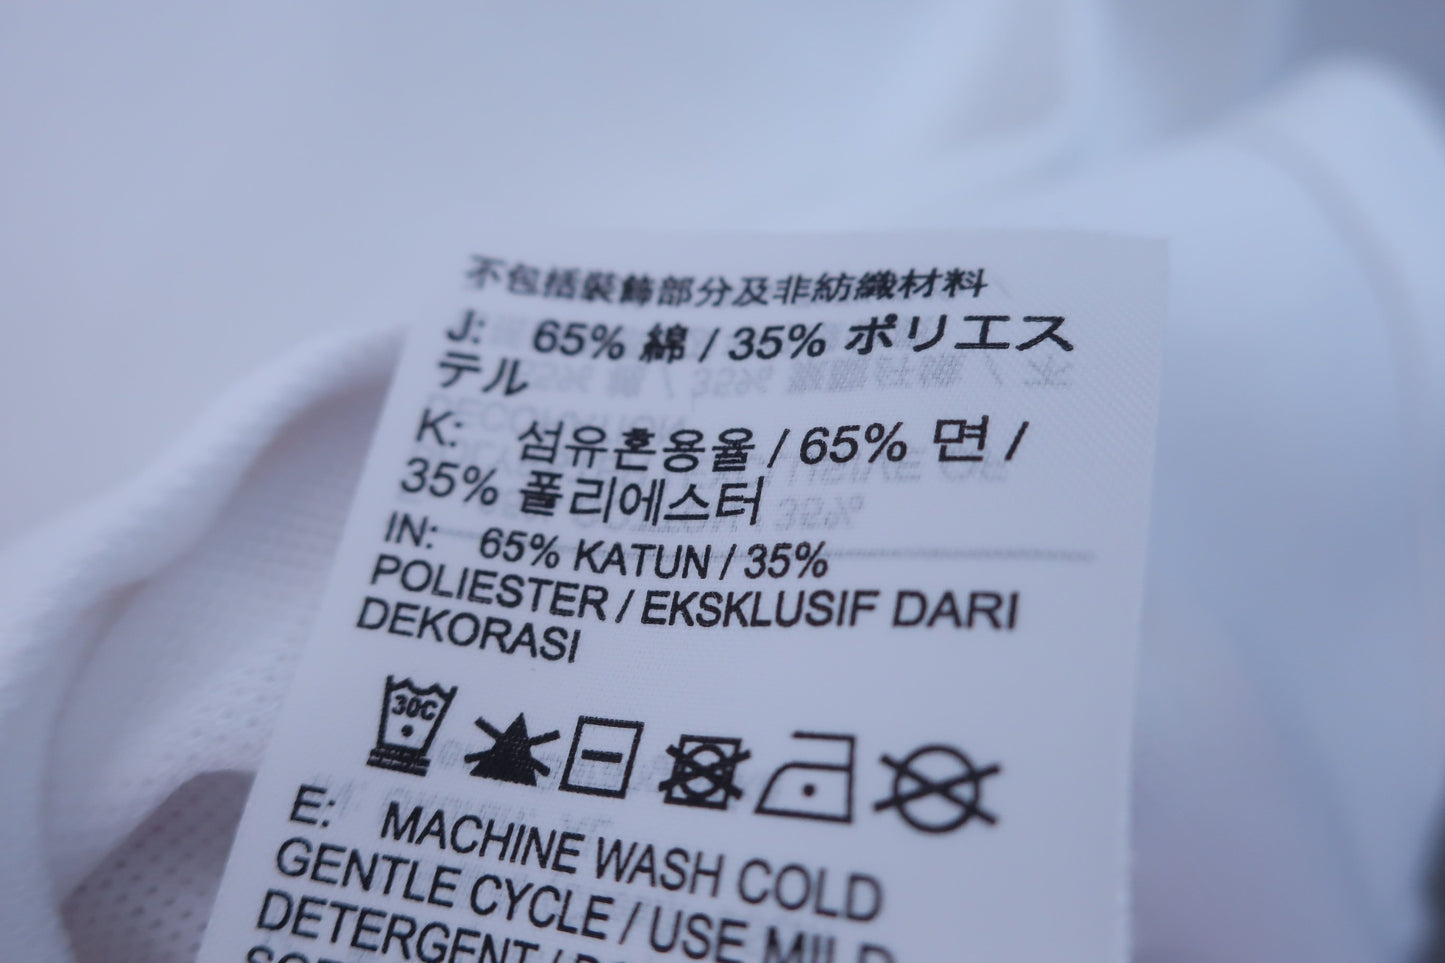 不包括裝飾部分及非紡織材料
J: 65% 綿 / 35% ポリエス
テル
K: 섬유혼용율 / 65% 면 /
35% 폴리에스터
IN: 65% KATUN / 35%
POLIESTER / EKSKLUSIF DARI
DEKORASI
30C
E: MACHINE WASH COLD
GENTLE CYCLE / USE MILD
DETERGENT /